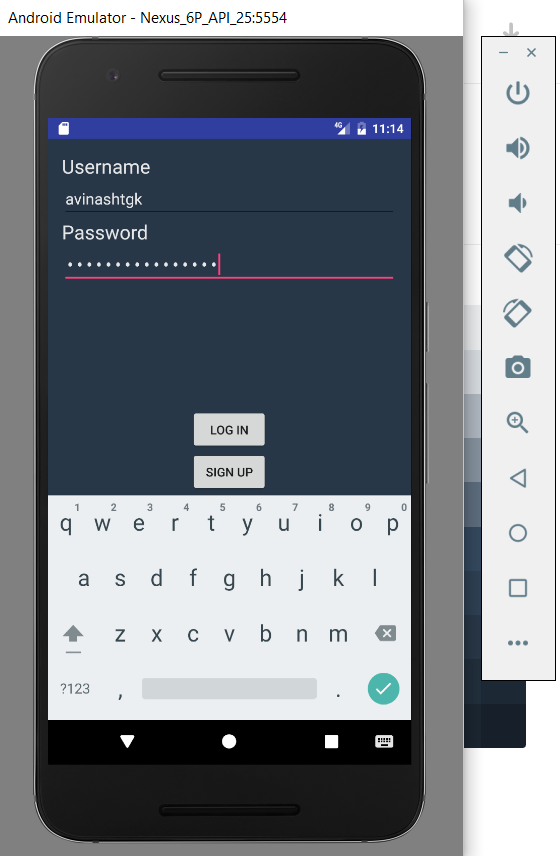 Android Emulator - Nexus_6P_API_25:5554
4G 11:14
Username
avinashtgk
Password
•••••••••••••••
LOG IN
SIGN UP
1 2 3 4 5 6 7 8 9 0
q w e r t y u i o p
a s d f g h j k l
z x c v b n m
?123 , .